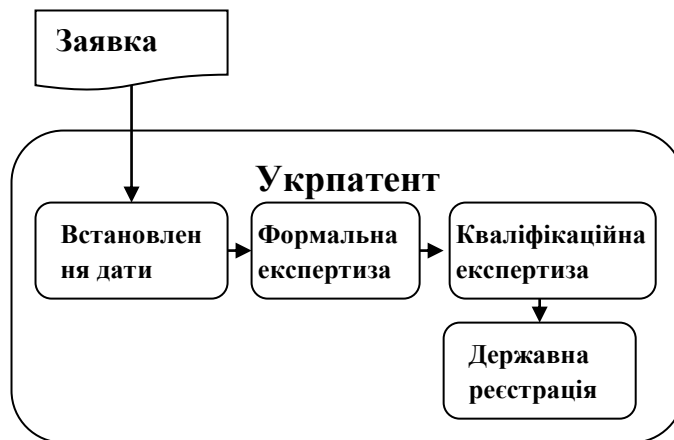 Заявка
Укрпатент
Встановлен
ня дати
Формальна
експертиза
Кваліфікаційна
експертиза
Державна
реєстрація